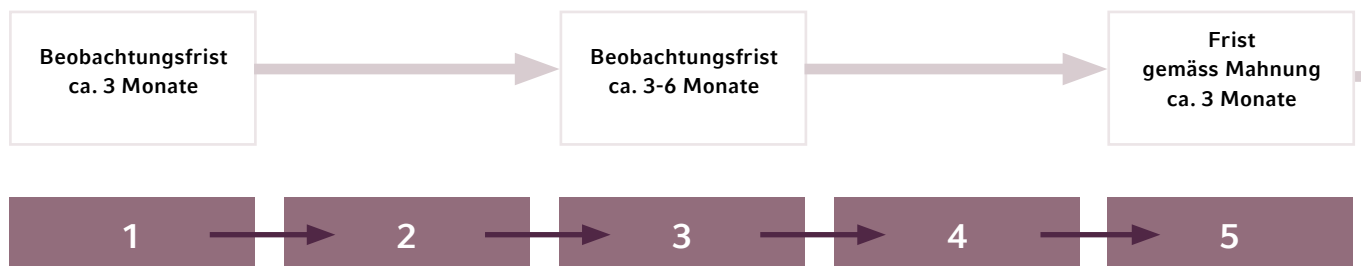 Beobachtungsfrist
ca. 3 Monate
Beobachtungsfrist
ca. 3-6 Monate
Frist
gemäss Mahnung
ca. 3 Monate
1
2
3
4
5